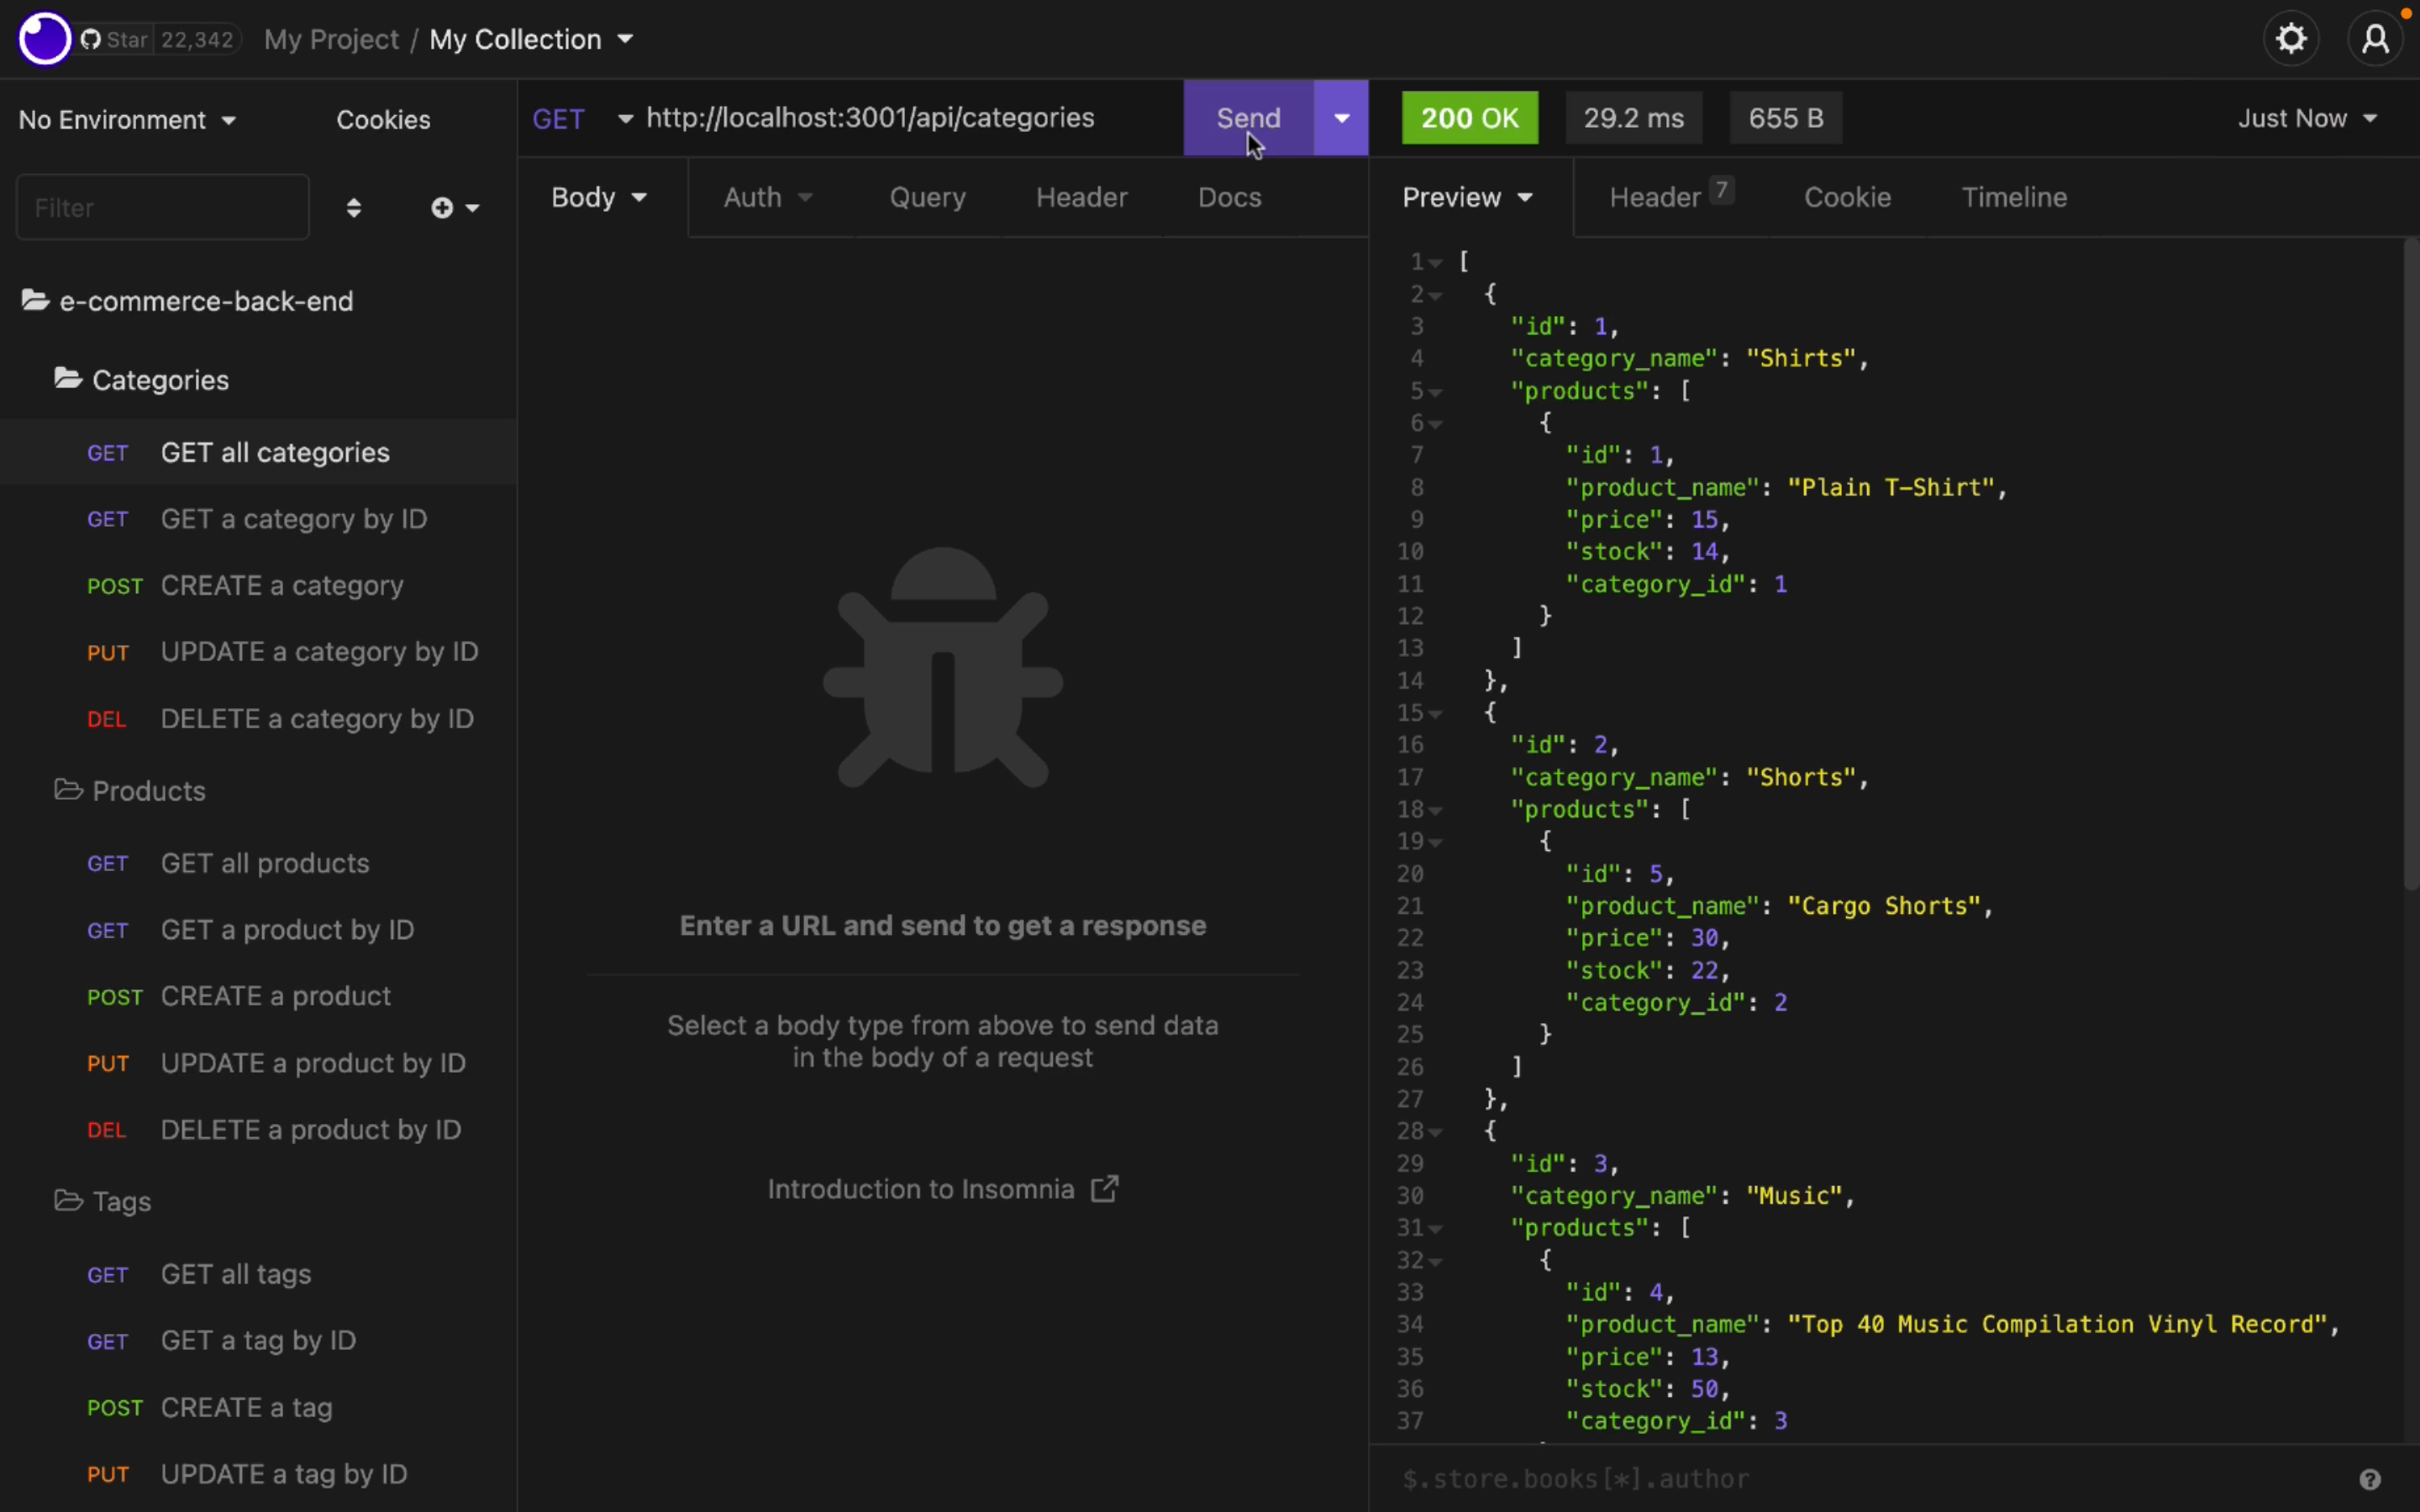 Star 22,342 My Project / My Collection
No Environment Cookies
Filter
e-commerce-back-end
Categories
GET GET all categories
GET GET a category by ID
POST CREATE a category
PUT UPDATE a category by ID
DEL DELETE a category by ID
Products
GET GET all products
GET GET a product by ID
POST CREATE a product
PUT UPDATE a product by ID
DEL DELETE a product by ID
Tags
GET GET all tags
GET GET a tag by ID
POST CREATE a tag
PUT UPDATE a tag by ID
GET http://localhost:3001/api/categories Send
Body Auth Query Header Docs
Enter a URL and send to get a response
Select a body type from above to send data
in the body of a request
Introduction to Insomnia
200 OK 29.2 ms 655 B Just Now
Preview Header 7 Cookie Timeline
1 [
2 {
3 "id": 1,
4 "category_name": "Shirts",
5 "products": [
6 {
7 "id": 1,
8 "product_name": "Plain T-Shirt",
9 "price": 15,
10 "stock": 14,
11 "category_id": 1
12 }
13 ]
14 },
15 {
16 "id": 2,
17 "category_name": "Shorts",
18 "products": [
19 {
20 "id": 5,
21 "product_name": "Cargo Shorts",
22 "price": 30,
23 "stock": 22,
24 "category_id": 2
25 }
26 ]
27 },
28 {
29 "id": 3,
30 "category_name": "Music",
31 "products": [
32 {
33 "id": 4,
34 "product_name": "Top 40 Music Compilation Vinyl Record",
35 "price": 13,
36 "stock": 50,
37 "category_id": 3
$.store.books[*].author